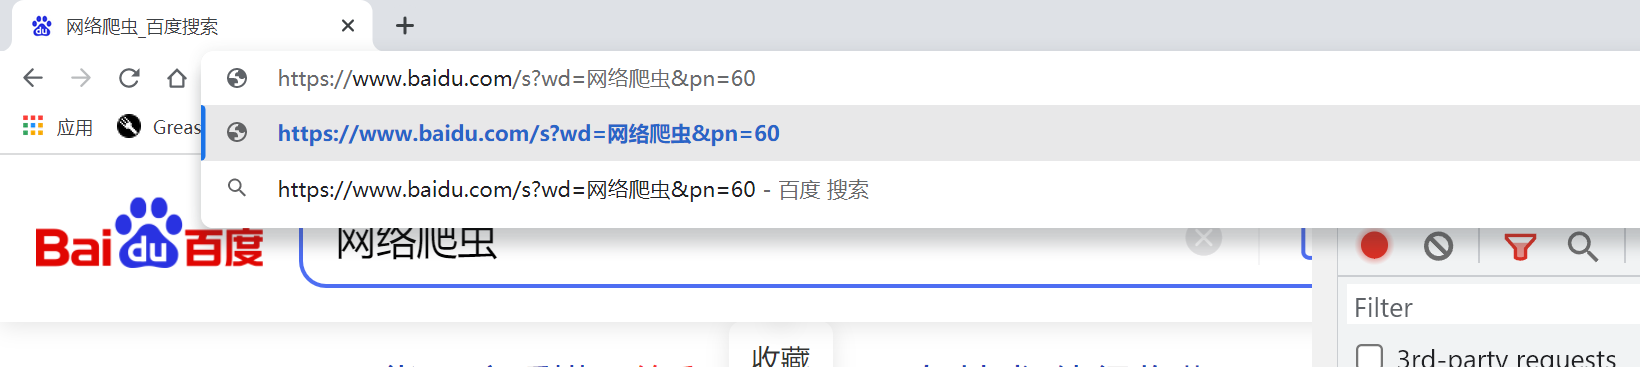 网络爬虫_百度搜索
https://www.baidu.com/s?wd=网络爬虫&pn=60
应用
Greas
https://www.baidu.com/s?wd=网络爬虫&pn=60
https://www.baidu.com/s?wd=网络爬虫&pn=60 - 百度 搜索
Bai du 百度
网络爬虫
Filter
收藏
3rd-party requests